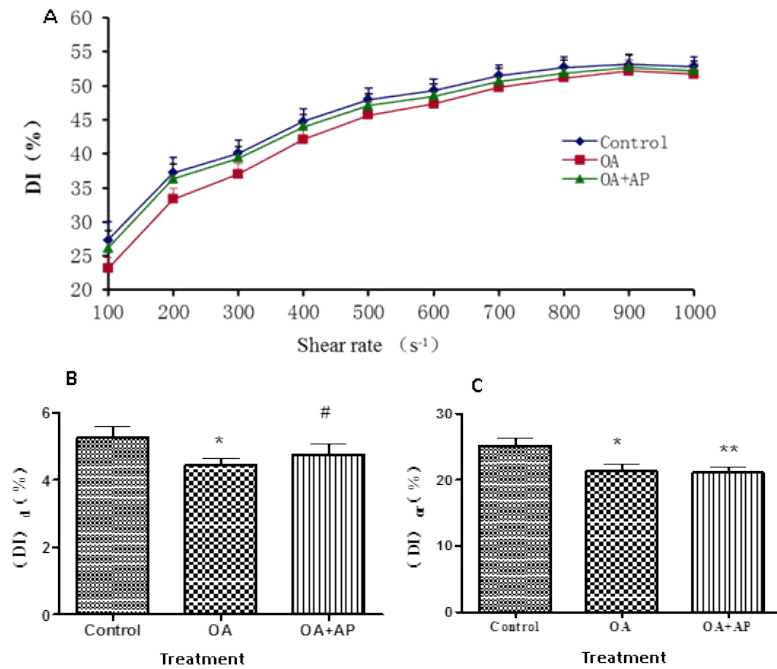 A
60
55
50
45
40
35
30
25
20
DI (%)
Control
OA
OA+AP
100 200 300 400 500 600 700 800 900 1000
Shear rate (s-1)
B
6
4
2
0
(DI) d (%)
*
#
Control OA OA+AP
Treatment
C
30
20
10
0
(DI) or (%)
*
**
Control OA OA+AP
Treatment